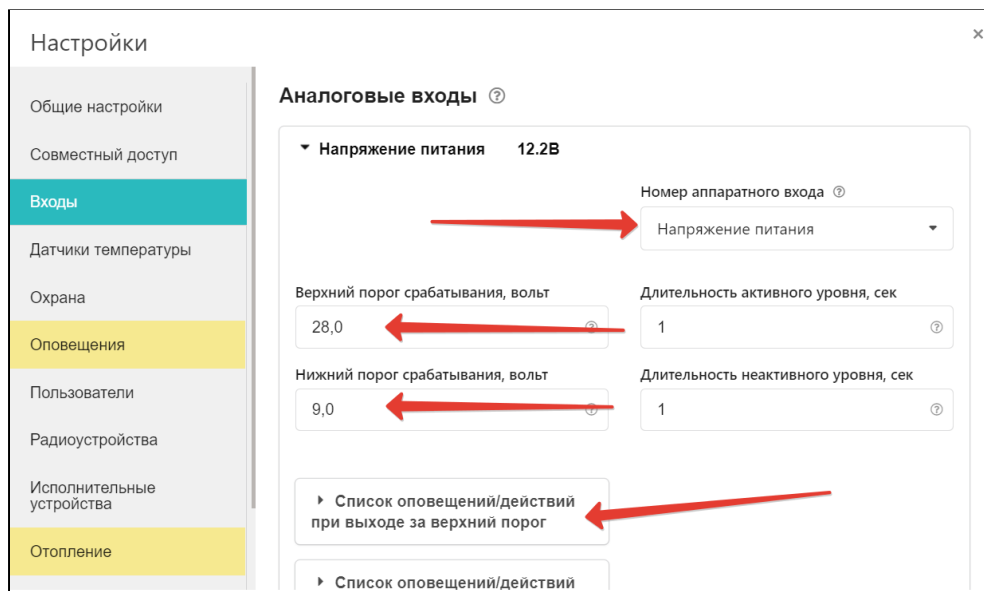 Настройки
×
Общие настройки
Совместный доступ
Входы
Датчики температуры
Охрана
Оповещения
Пользователи
Радиоустройства
Исполнительные
устройства
Отопление
Аналоговые входы ?
Напряжение питания 12.2В
Номер аппаратного входа ?
Напряжение питания
Верхний порог срабатывания, вольт
28,0 ?
Длительность активного уровня, сек
1 ?
Нижний порог срабатывания, вольт
9,0 ?
Длительность неактивного уровня, сек
1 ?
Список оповещений/действий
при выходе за верхний порог
Список оповещений/действий